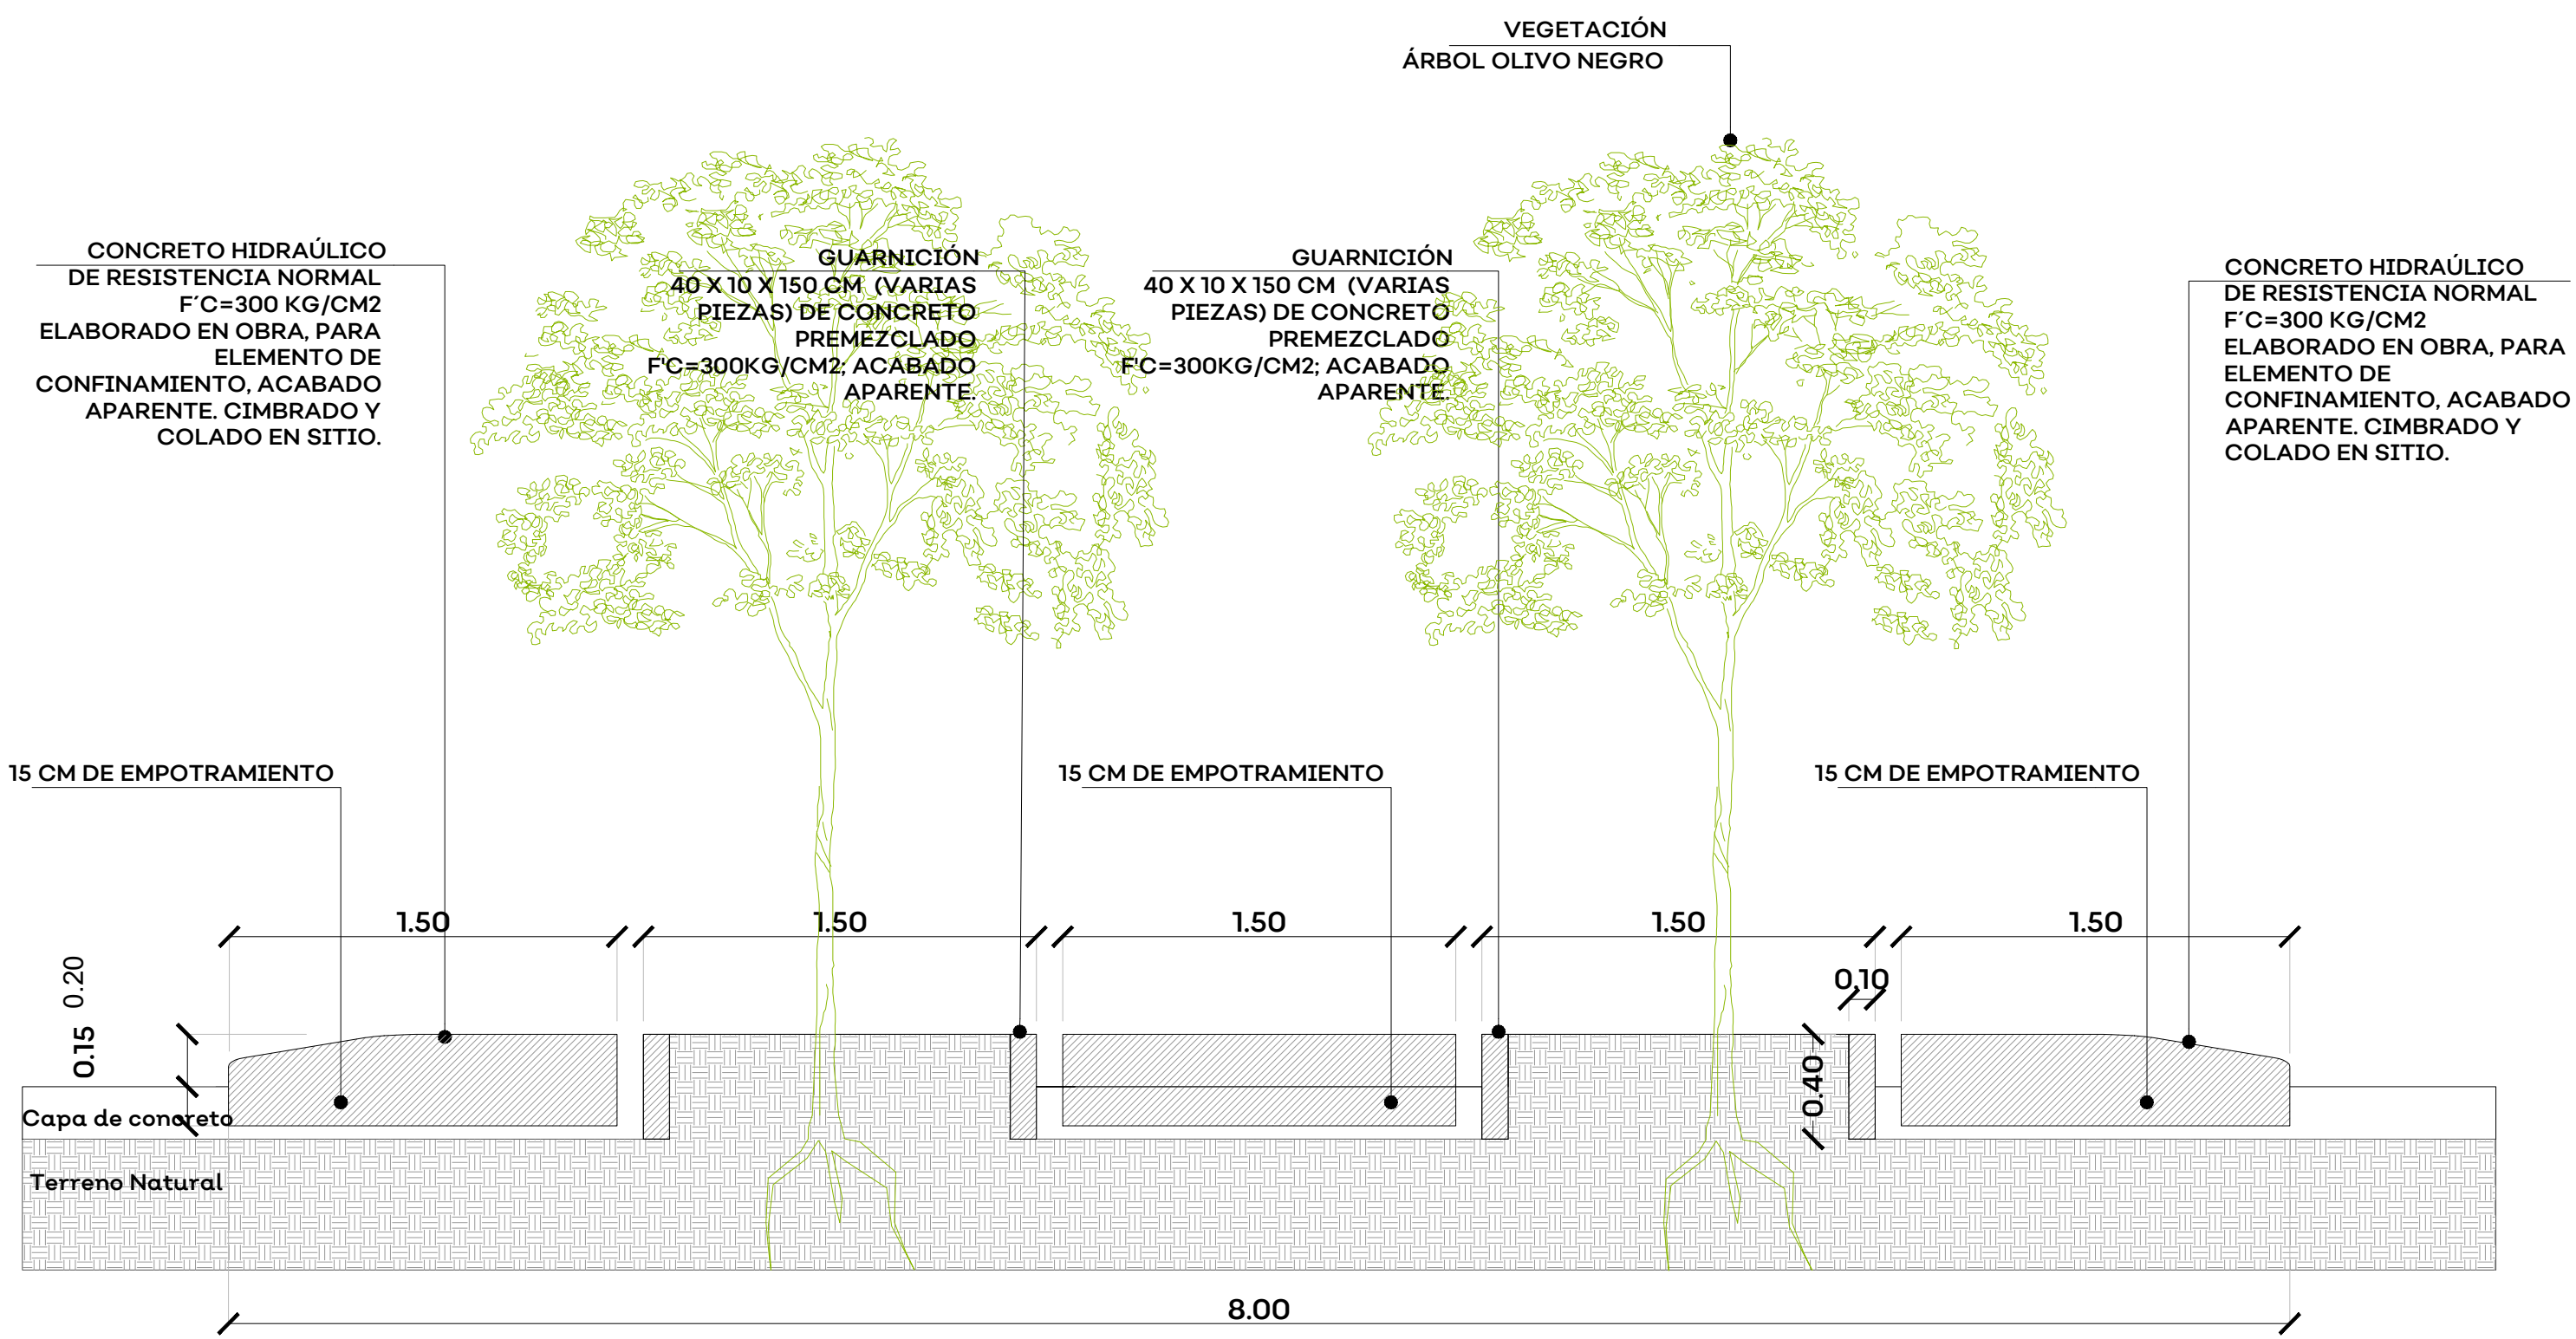 VEGETACIÓN
ÁRBOL OLIVO NEGRO
CONCRETO HIDRAÚLICO
DE RESISTENCIA NORMAL
F´C=300 KG/CM2
ELABORADO EN OBRA, PARA
ELEMENTO DE
CONFINAMIENTO, ACABADO
APARENTE. CIMBRADO Y
COLADO EN SITIO.
GUARNICIÓN
40 X 10 X 150 CM (VARIAS
PIEZAS) DE CONCRETO
PREMEZCLADO
F'C=300KG/CM2; ACABADO
APARENTE.
GUARNICIÓN
40 X 10 X 150 CM (VARIAS
PIEZAS) DE CONCRETO
PREMEZCLADO
F'C=300KG/CM2; ACABADO
APARENTE.
CONCRETO HIDRAÚLICO
DE RESISTENCIA NORMAL
F´C=300 KG/CM2
ELABORADO EN OBRA, PARA
ELEMENTO DE
CONFINAMIENTO, ACABADO
APARENTE. CIMBRADO Y
COLADO EN SITIO.
15 CM DE EMPOTRAMIENTO
15 CM DE EMPOTRAMIENTO
15 CM DE EMPOTRAMIENTO
1.50
1.50
1.50
1.50
1.50
0.20
0.15
0.10
0.40
Capa de concreto
Terreno Natural
8.00